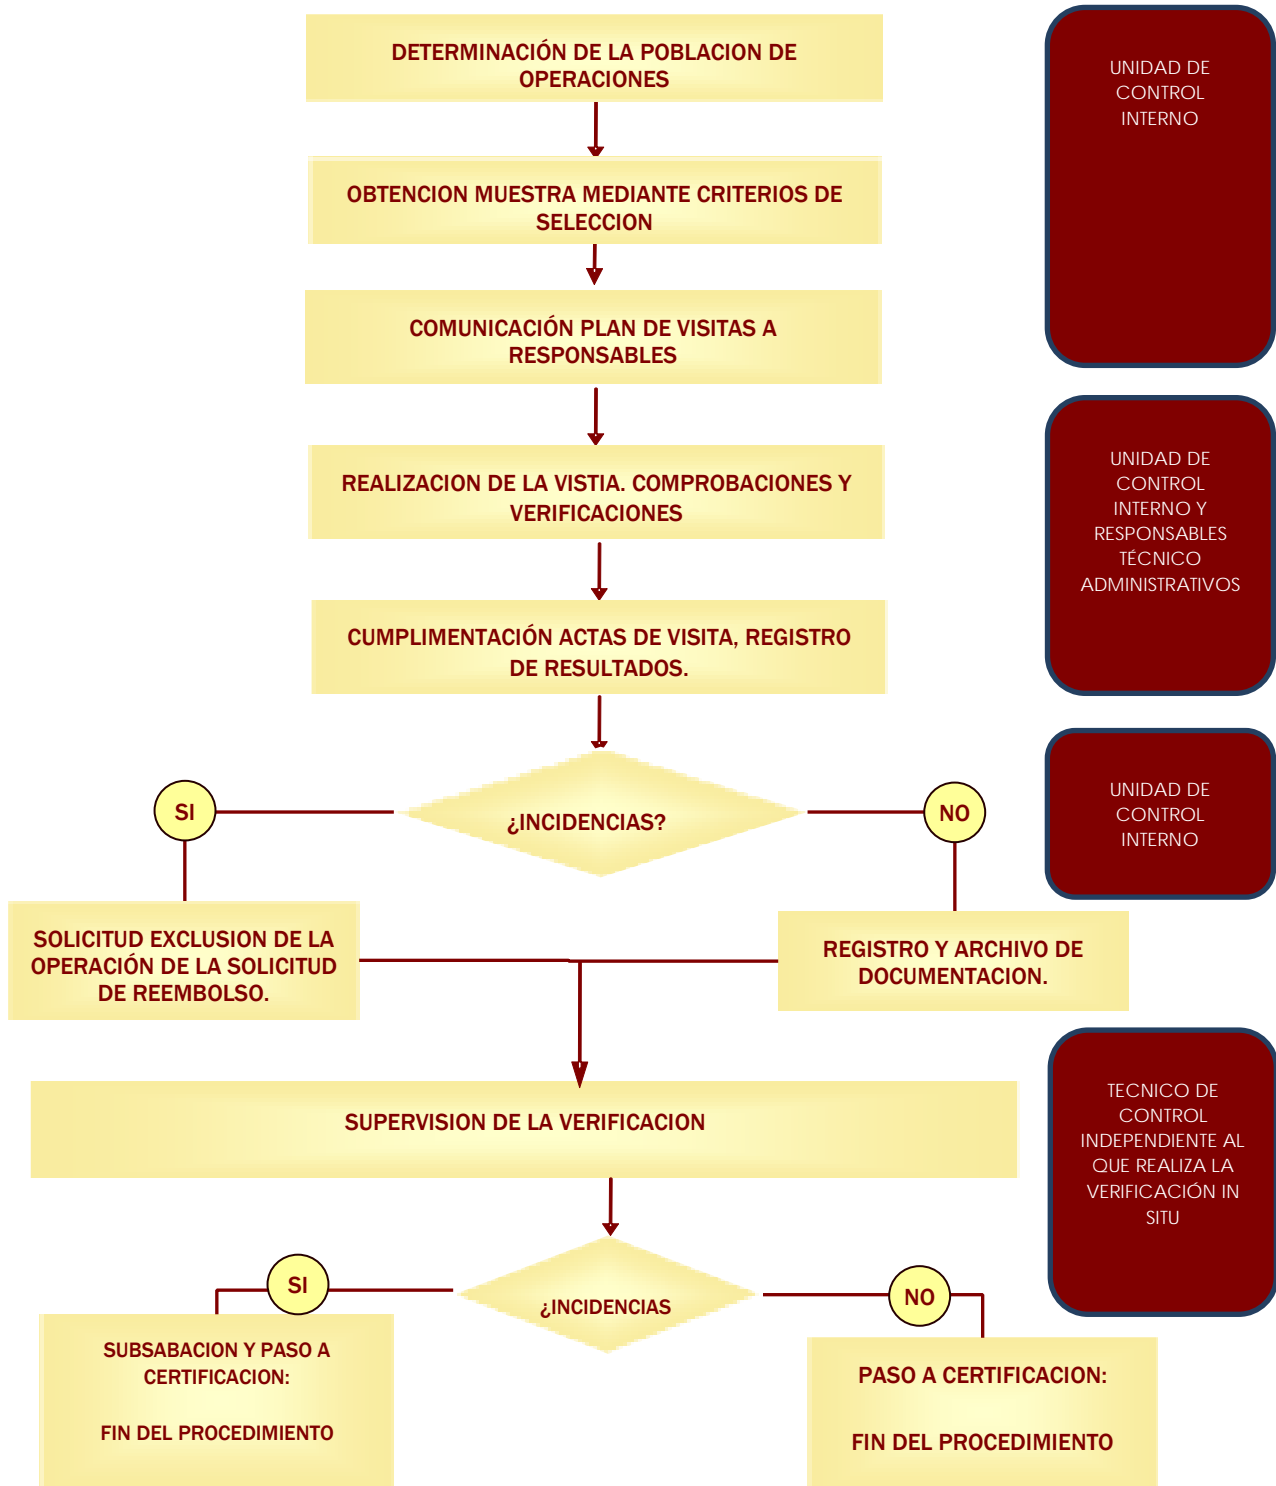 DETERMINACIÓN DE LA POBLACION DE
OPERACIONES
UNIDAD DE
CONTROL
INTERNO
OBTENCION MUESTRA MEDIANTE CRITERIOS DE
SELECCION
COMUNICACIÓN PLAN DE VISITAS A
RESPONSABLES
REALIZACION DE LA VISTIA. COMPROBACIONES Y
VERIFICACIONES
UNIDAD DE
CONTROL
INTERNO Y
RESPONSABLES
TÉCNICO
ADMINISTRATIVOS
CUMPLIMENTACIÓN ACTAS DE VISITA, REGISTRO
DE RESULTADOS.
SI
¿INCIDENCIAS?
NO
UNIDAD DE
CONTROL
INTERNO
SOLICITUD EXCLUSION DE LA
OPERACIÓN DE LA SOLICITUD
DE REEMBOLSO.
REGISTRO Y ARCHIVO DE
DOCUMENTACION.
SUPERVISION DE LA VERIFICACION
TECNICO DE
CONTROL
INDEPENDIENTE AL
QUE REALIZA LA
VERIFICACIÓN IN
SITU
SI
¿INCIDENCIAS
NO
SUBSABACION Y PASO A
CERTIFICACION:
FIN DEL PROCEDIMIENTO
PASO A CERTIFICACION:
FIN DEL PROCEDIMIENTO